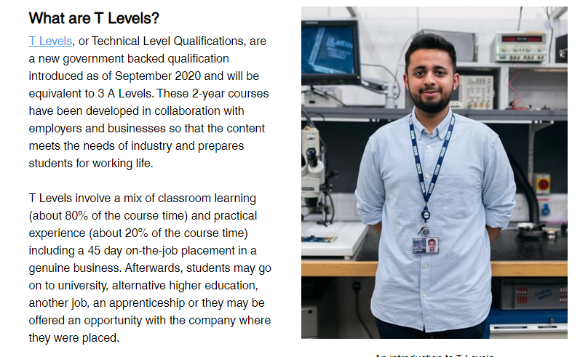 What are T Levels?
T Levels, or Technical Level Qualifications, are
a new government backed qualification
introduced as of September 2020 and will be
equivalent to 3 A Levels. These 2-year courses
have been developed in collaboration with
employers and businesses so that the content
meets the needs of industry and prepares
students for working life.
T Levels involve a mix of classroom learning
(about 80% of the course time) and practical
experience (about 20% of the course time)
including a 45 day on-the-job placement in a
genuine business. Afterwards, students may go
on to university, alternative higher education,
another job, an apprenticeship or they may be
offered an opportunity with the company where
they were placed.
An introduction to T Levels